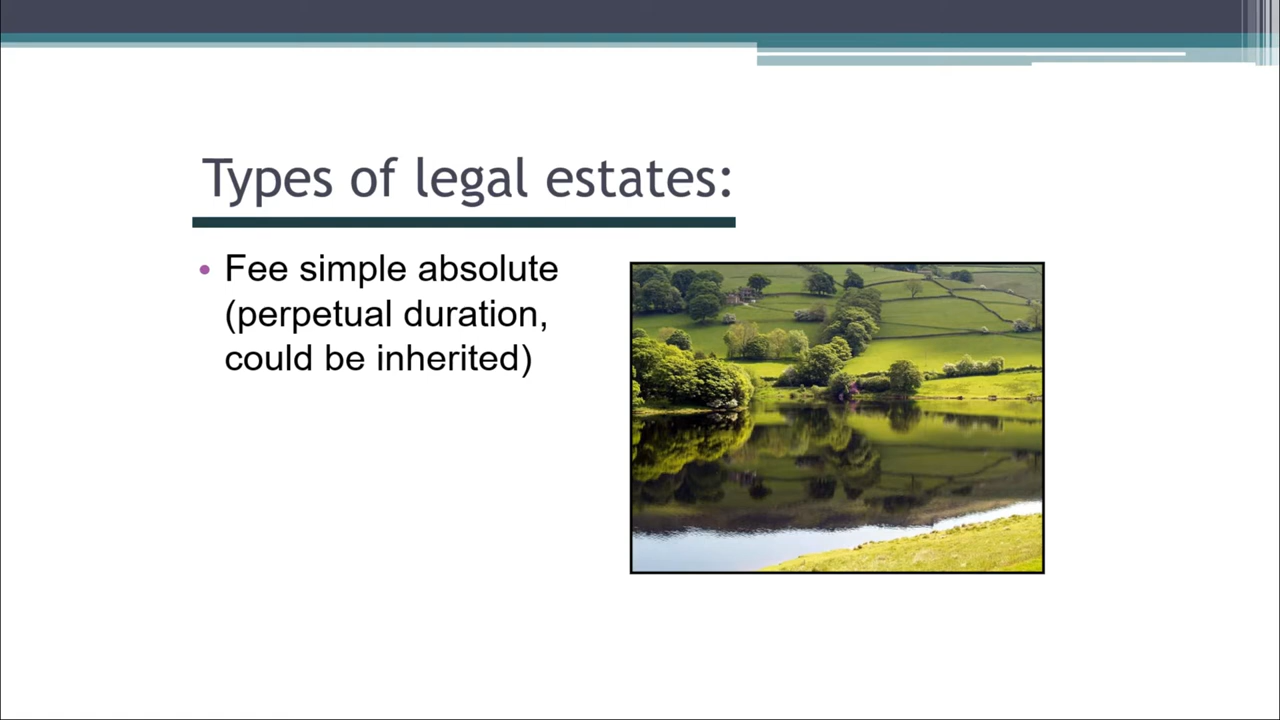 Types of legal estates:
• Fee simple absolute
(perpetual duration,
could be inherited)